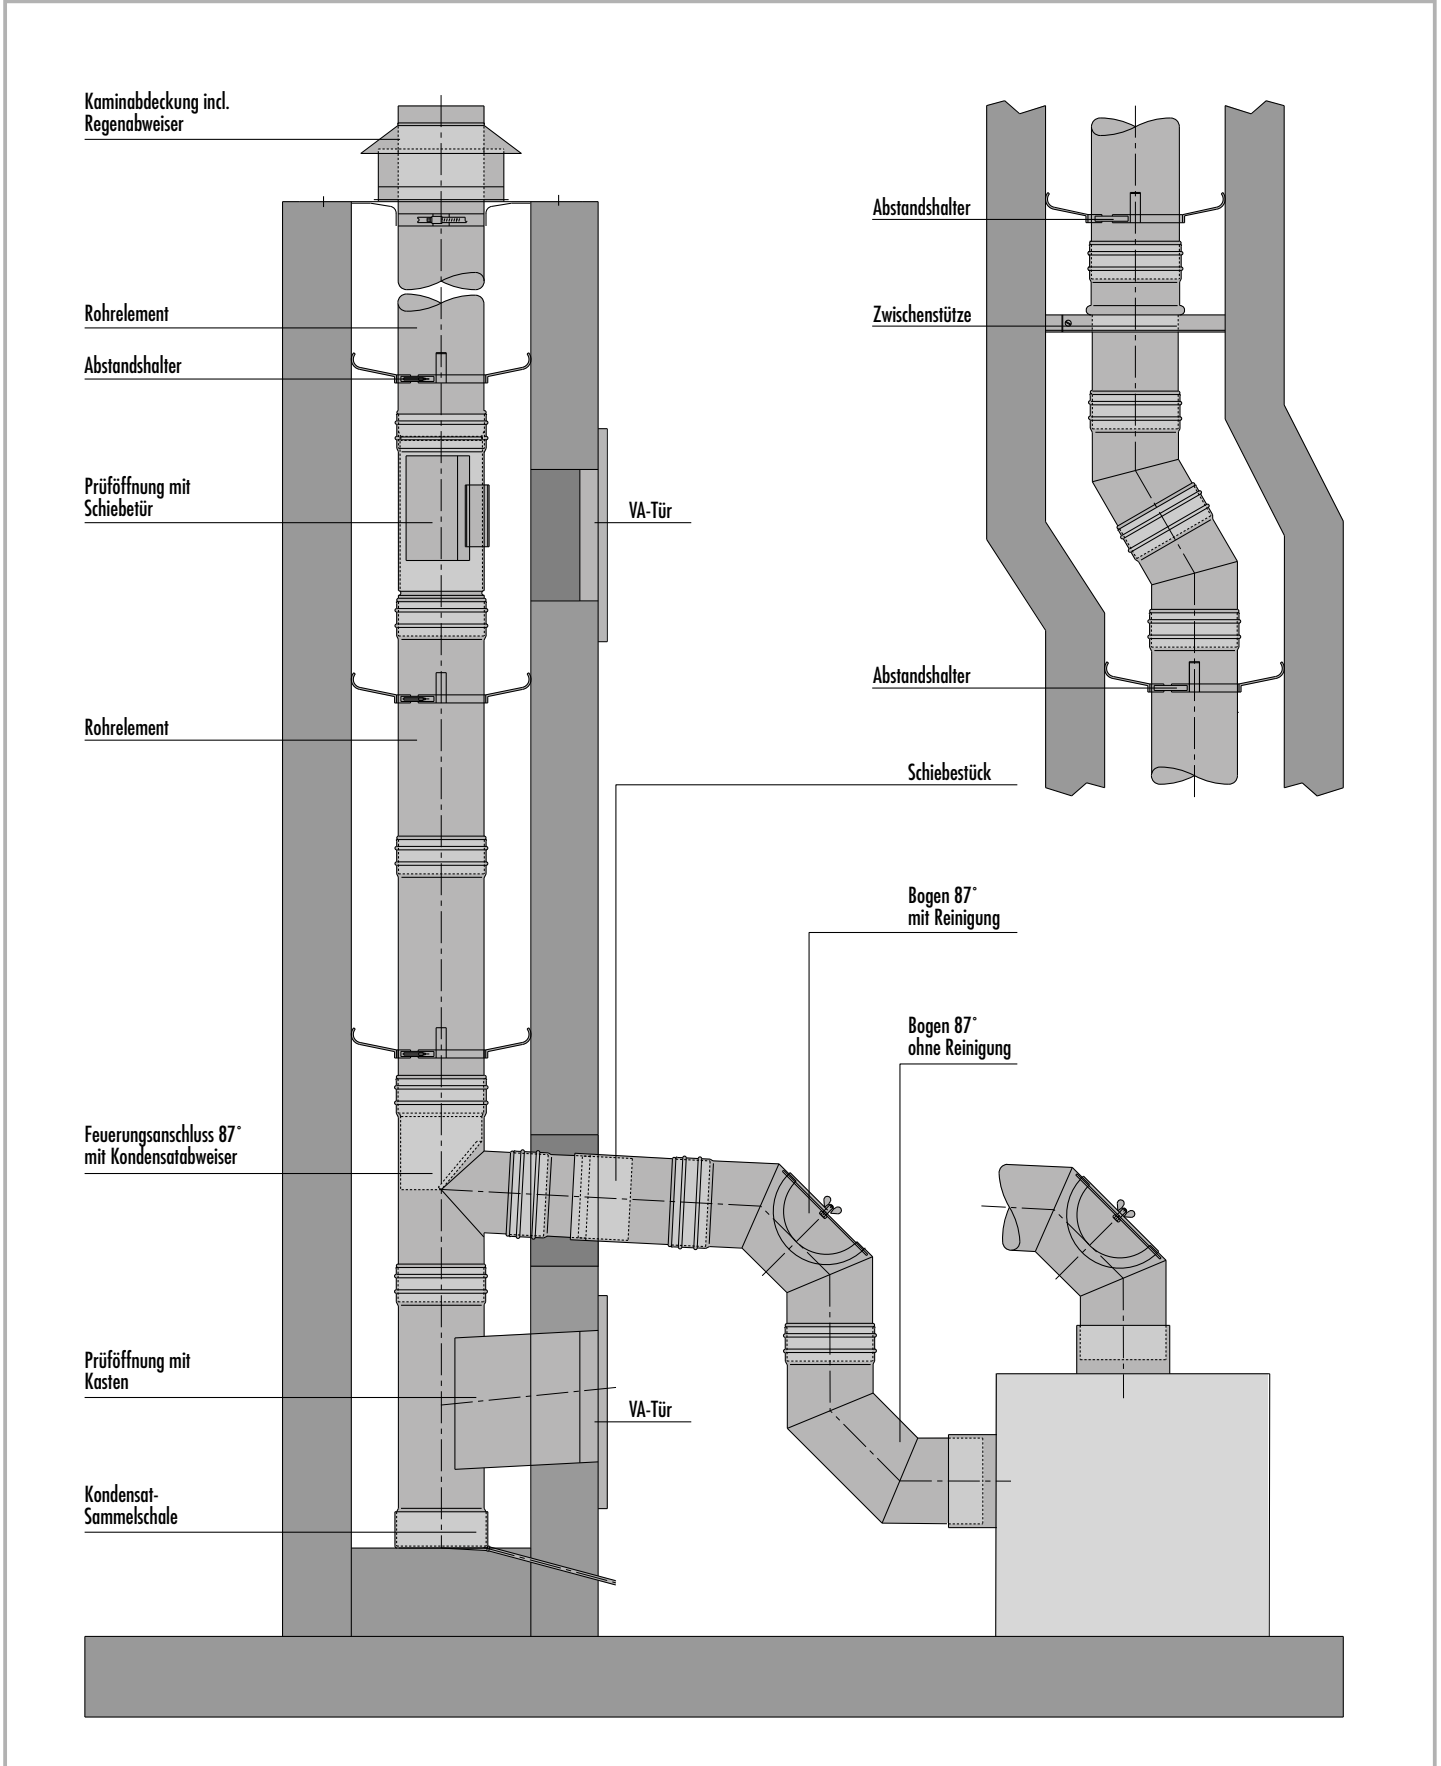 Kaminabdeckung incl.
Regenabweiser
Rohrelement
Abstandshalter
Prüföffnung mit
Schiebetür
VA-Tür
Rohrelement
Feuerungsanschluss 87°
mit Kondensatabweiser
Prüföffnung mit
Kasten
VA-Tür
Kondensat-
Sammelschale
Abstandshalter
Zwischenstütze
Abstandshalter
Schiebestück
Bogen 87°
mit Reinigung
Bogen 87°
ohne Reinigung